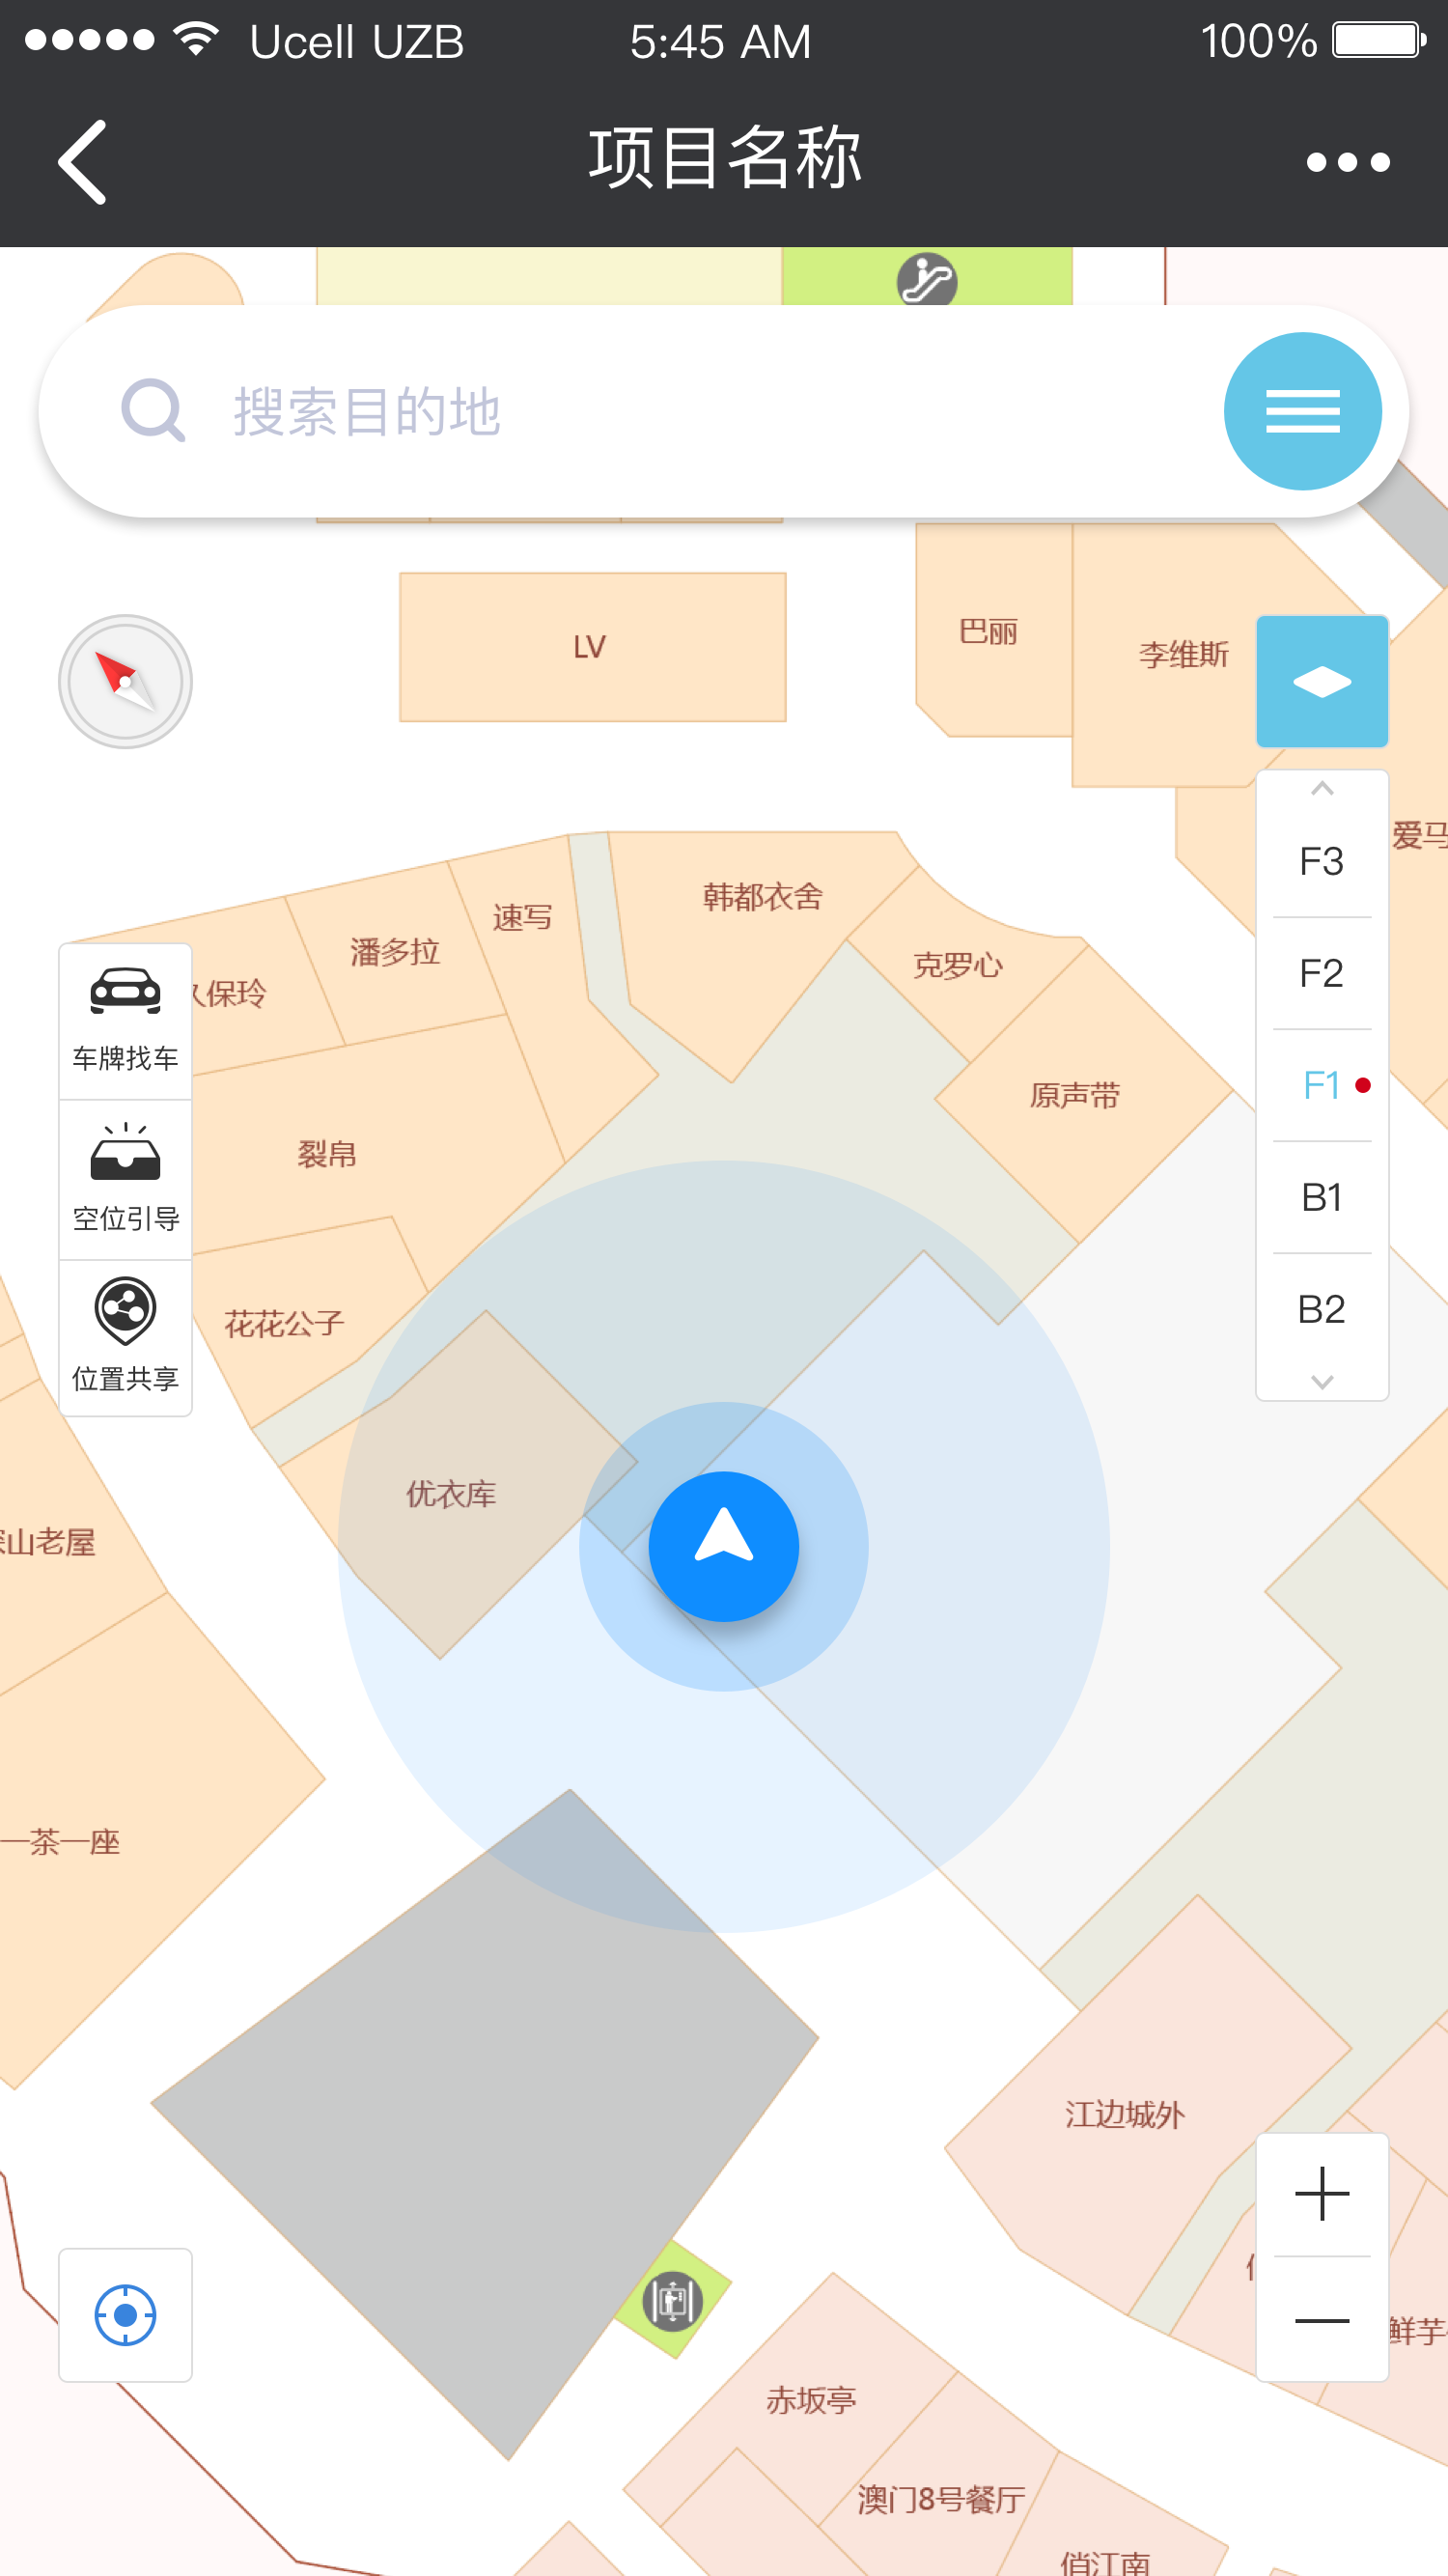 Ucell UZB 5:45 AM 100%
项目名称
搜索目的地
LV
巴丽
李维斯
爱马
F3
韩都衣舍
速写
潘多拉
克罗心
F2
久保玲
车牌找车
F1
原声带
裂帛
B1
空位引导
B2
花花公子
位置共享
优衣库
山老屋
一茶一座
江边城外
鲜芋
赤坂亭
澳门8号餐厅
俏江南